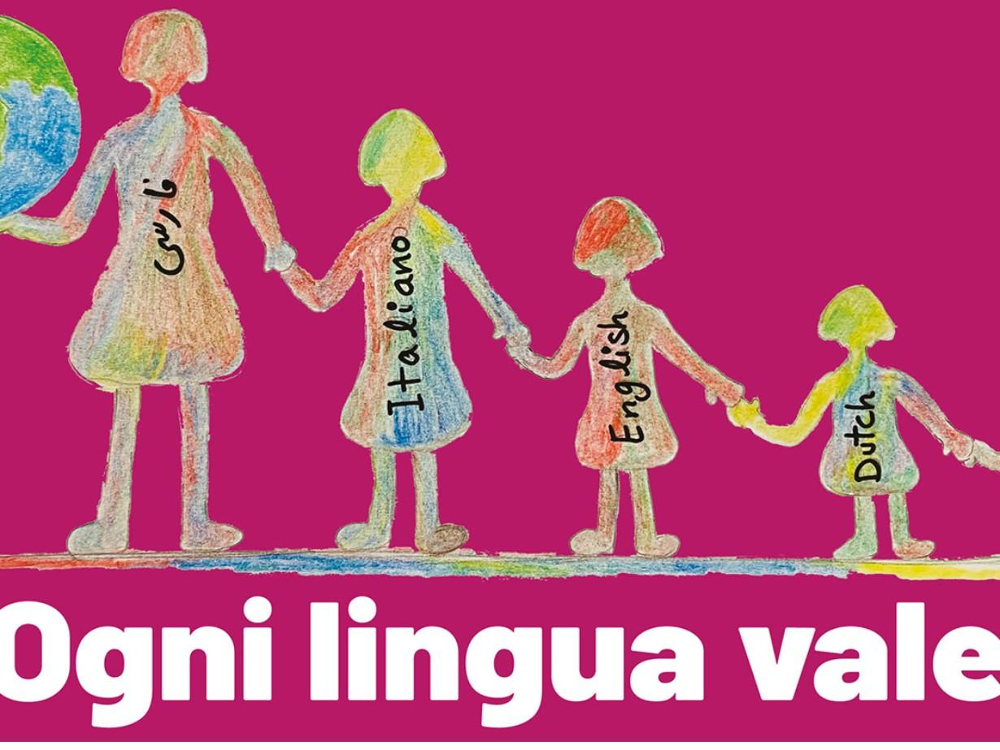 فارسی
Italiano
English
Dutch
Ogni lingua vale